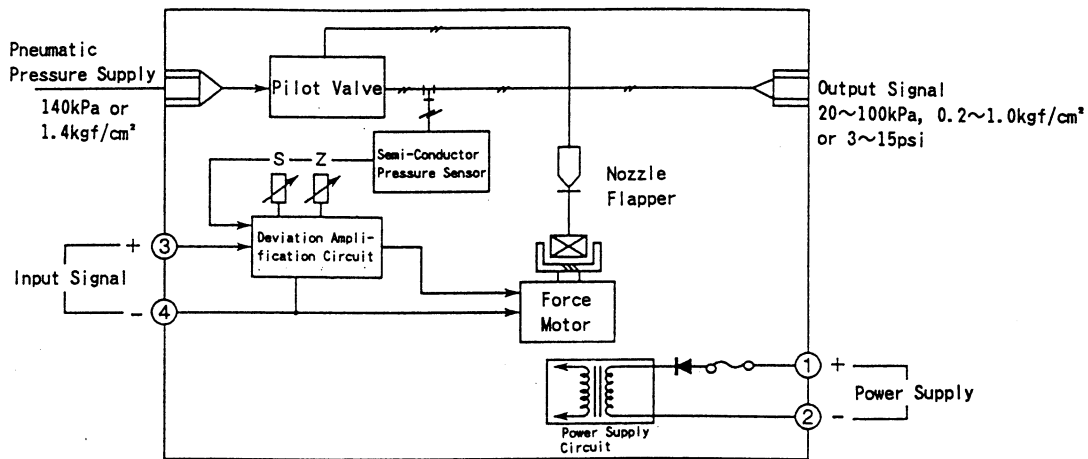 Pneumatic
Pressure Supply
140kPa or
1.4kgf/cm²
Pilot Valve
Output Signal
20〜100kPa, 0.2〜1.0kgf/cm²
or 3〜15psi
Semi-Conductor
Pressure Sensor
S Z
Nozzle
Flapper
Deviation Ampli-
fication Circuit
+ ③
Input Signal
- ④
Force
Motor
① +
Power Supply
② -
Power Supply
Circuit